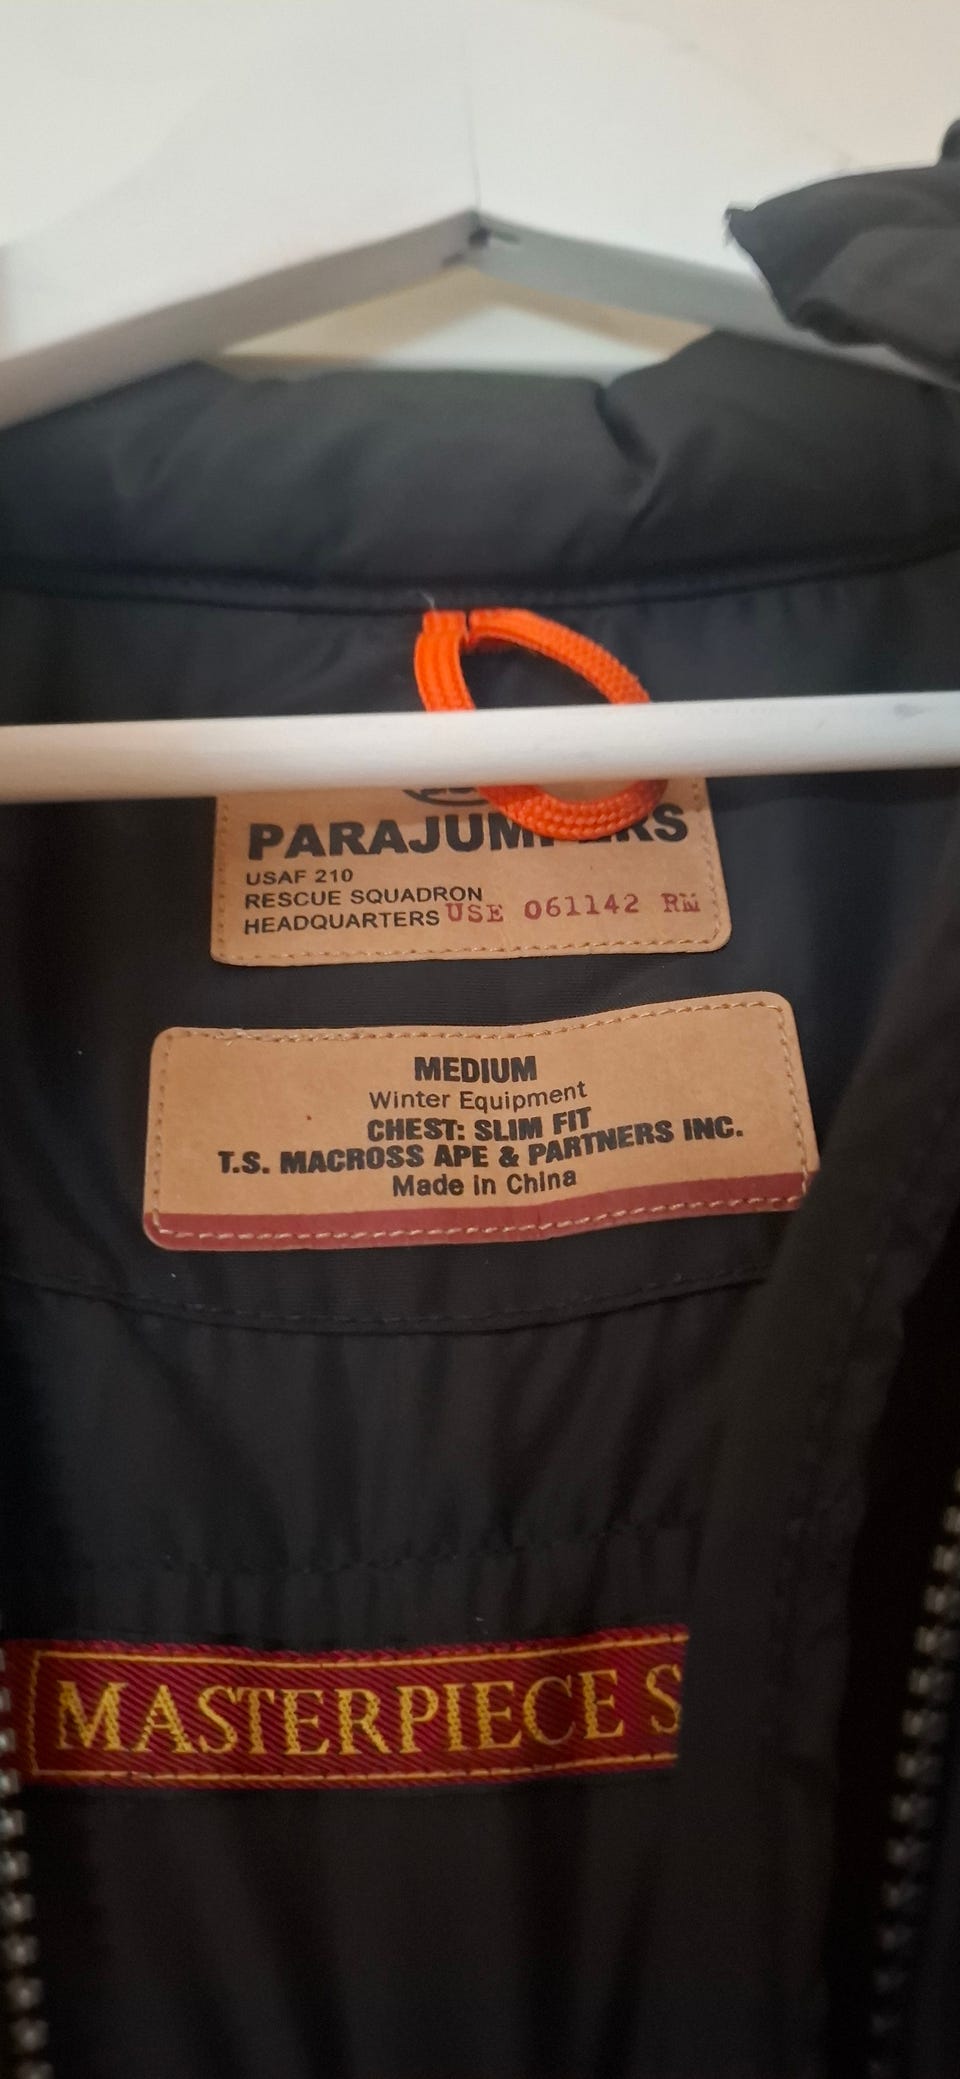 PARAJUMPERS
USAF 210
RESCUE SQUADRON
HEADQUARTERS USE 061142 RM
MEDIUM
Winter Equipment
CHEST: SLIM FIT
T.S. MACROSS APE & PARTNERS INC.
Made in China
MASTERPIECE S